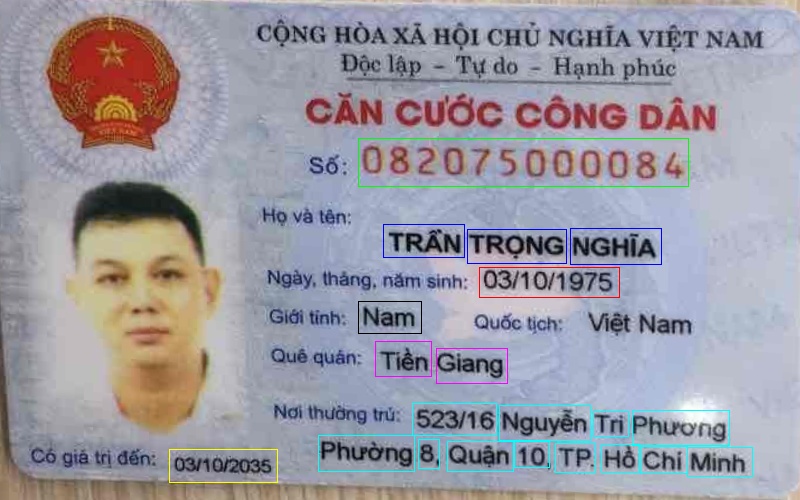 CỘNG HÒA XÃ HỘI CHỦ NGHĨA VIỆT NAM
Độc lập - Tự do - Hạnh phúc
CĂN CƯỚC CÔNG DÂN
Số: 082075000084
Họ và tên:
TRẦN TRỌNG NGHĨA
Ngày, tháng, năm sinh: 03/10/1975
Giới tính: Nam Quốc tịch: Việt Nam
Quê quán: Tiền Giang
Nơi thường trú: 523/16 Nguyễn Tri Phương
Phường 8, Quận 10, TP. Hồ Chí Minh
Có giá trị đến: 03/10/2035